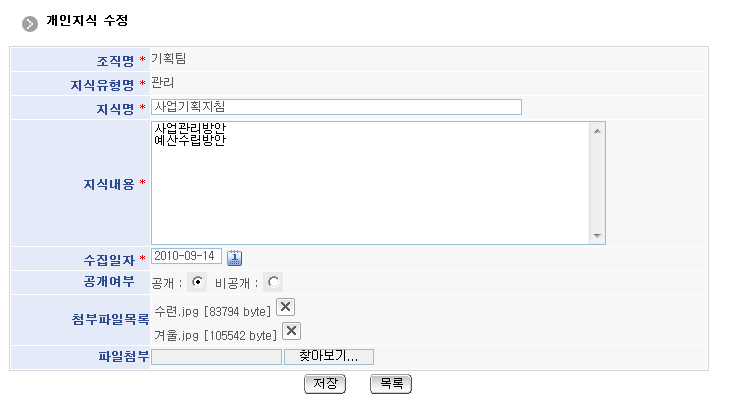 개인지식 수정
조직명 * 기획팀
지식유형명 * 관리
지식명 * 사업기획지침
지식내용 * 사업관리방안
예산수립방안
수집일자 * 2010-09-14
공개여부 공개 : 비공개 :
첨부파일목록 수련.jpg [83794 byte]
겨울.jpg [105542 byte]
파일첨부 찾아보기...
저장 목록